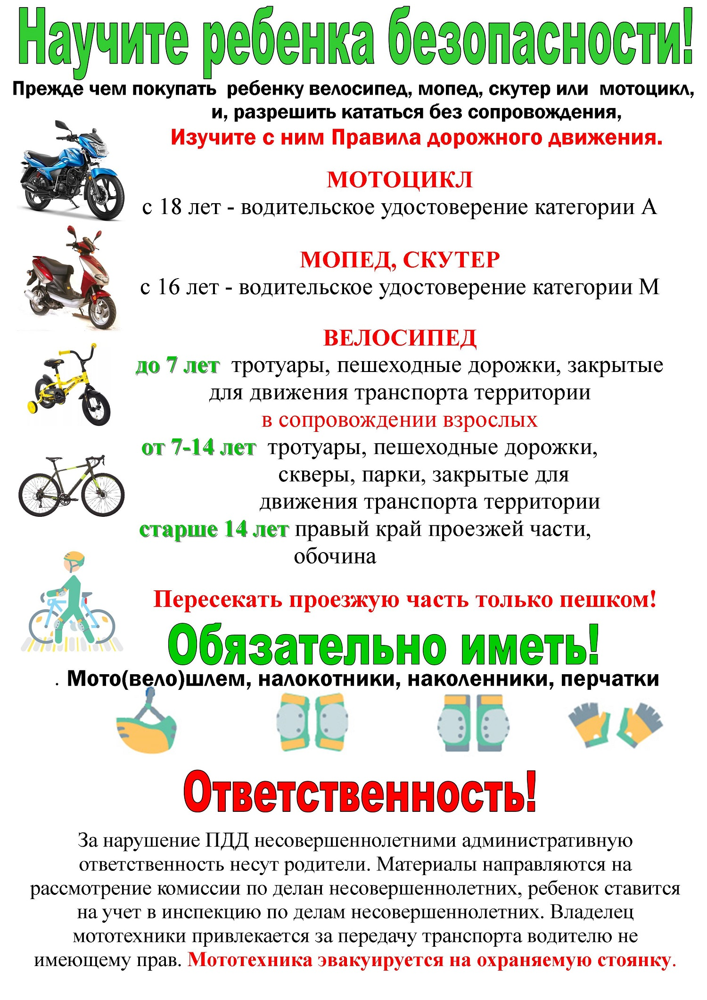 Научите ребенка безопасности!
Прежде чем покупать ребенку велосипед, мопед, скутер или мотоцикл,
и, разрешить кататься без сопровождения,
Изучите с ним Правила дорожного движения.
МОТОЦИКЛ
с 18 лет - водительское удостоверение категории А
МОПЕД, СКУТЕР
с 16 лет - водительское удостоверение категории М
ВЕЛОСИПЕД
до 7 лет тротуары, пешеходные дорожки, закрытые
для движения транспорта территории
в сопровождении взрослых
от 7-14 лет тротуары, пешеходные дорожки,
скверы, парки, закрытые для
движения транспорта территории
старше 14 лет правый край проезжей части,
обочина
Пересекать проезжую часть только пешком!
Обязательно иметь!
. Мото(вело)шлем, налокотники, наколенники, перчатки
Ответственность!
За нарушение ПДД несовершеннолетними административную
ответственность несут родители. Материалы направляются на
рассмотрение комиссии по делан несовершеннолетних, ребенок ставится
на учет в инспекцию по делам несовершеннолетних. Владелец
мототехники привлекается за передачу транспорта водителю не
имеющему прав. Мототехника эвакуируется на охраняемую стоянку.